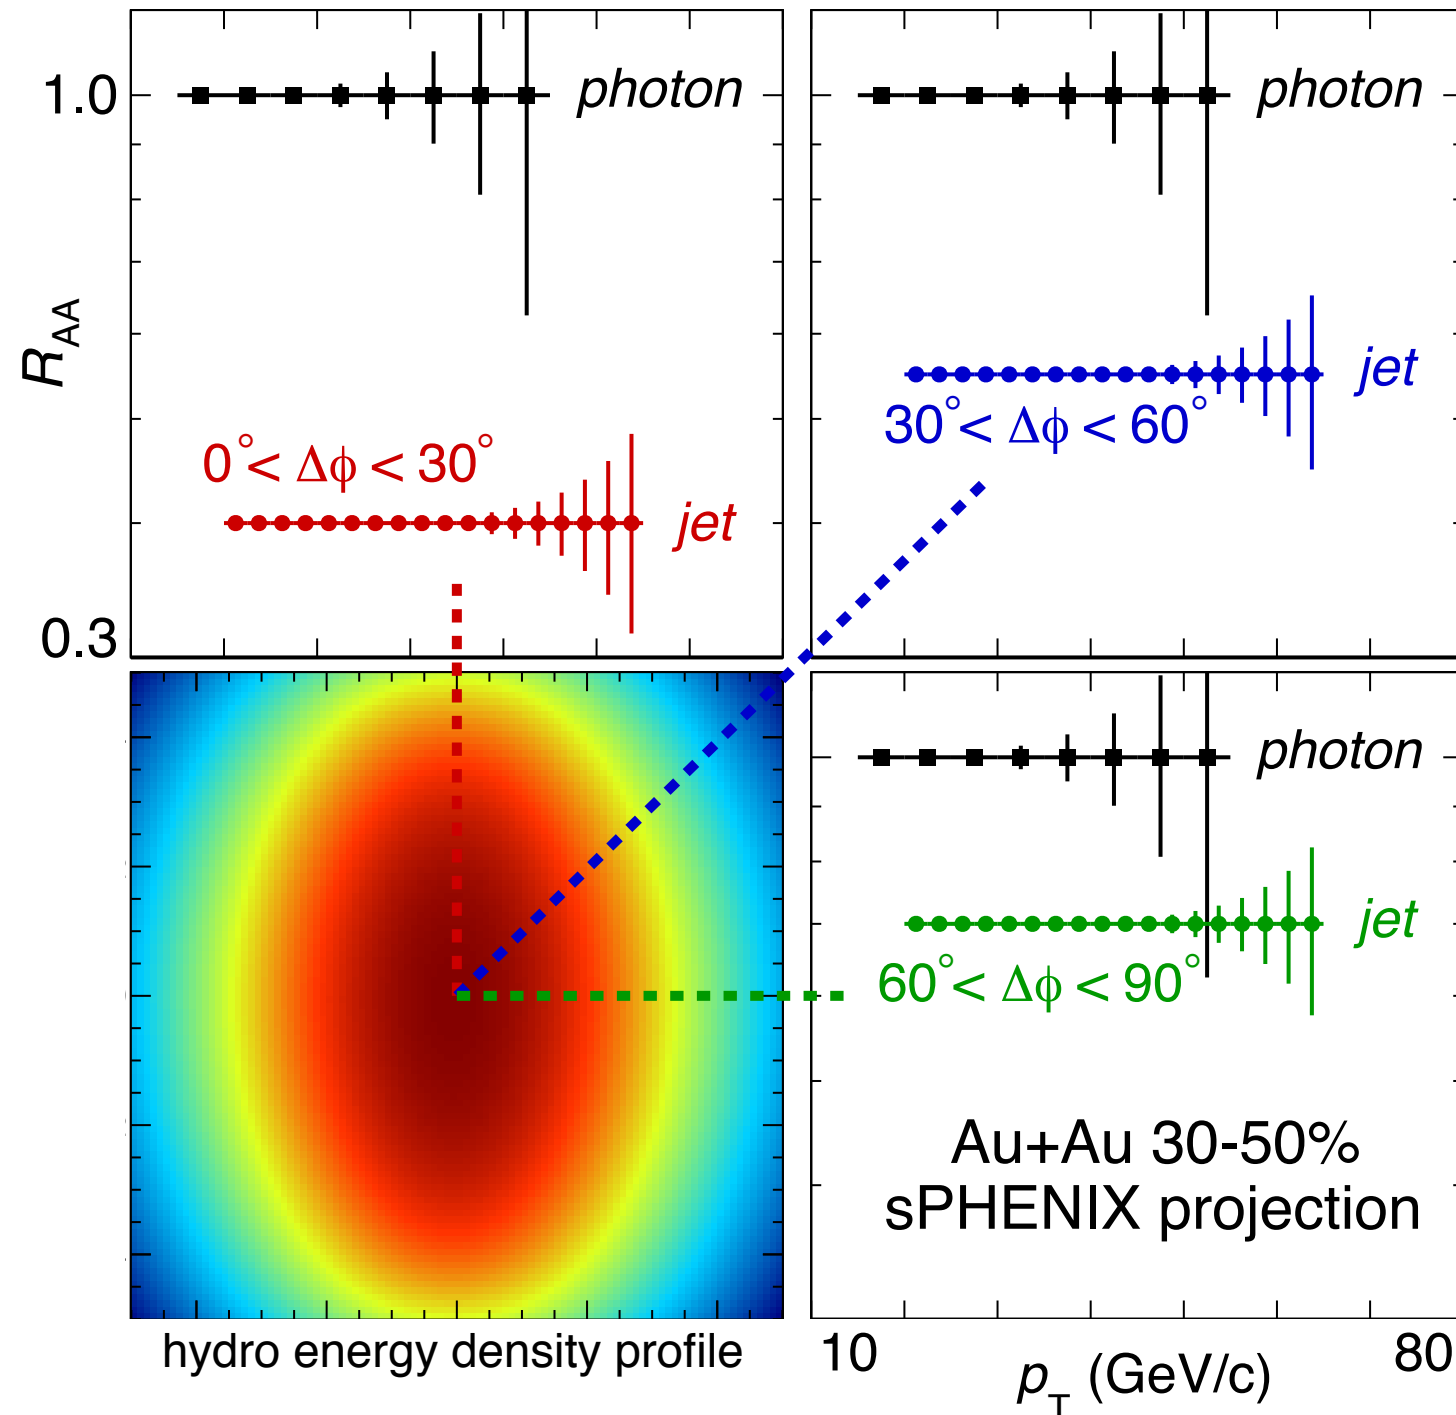 1.0
R_AA
0.3
photon
0° < Δϕ < 30°
jet
photon
jet
30° < Δϕ < 60°
photon
jet
60° < Δϕ < 90°
Au+Au 30-50%
sPHENIX projection
hydro energy density profile
10
80
p_T (GeV/c)